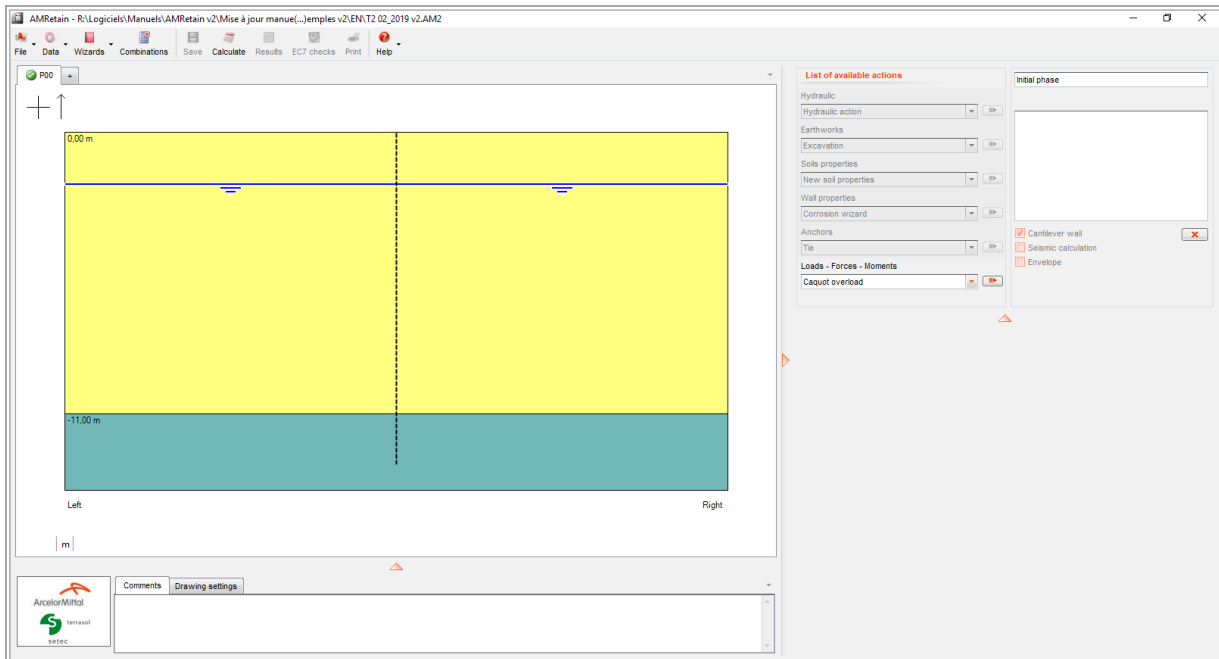 AMRetain - R:\Logiciels\Manuels\AMRetain v2\Mise à jour manue(...)emples v2\EN\T2 02_2019 v2.AM2
File Data Wizards Combinations Save Calculate Results EC7 checks Print Help
P00 +
0,00 m
-11,00 m
Left Right
m
List of available actions
Hydraulic
Hydraulic action
Earthworks
Excavation
Soils properties
New soil properties
Wall properties
Corrosion wizard
Anchors
Tie
Loads - Forces - Moments
Caquot overload
Initial phase
Cantilever wall
Seismic calculation
Envelope
ArcelorMittal
terrasol
setec
Comments Drawing settings